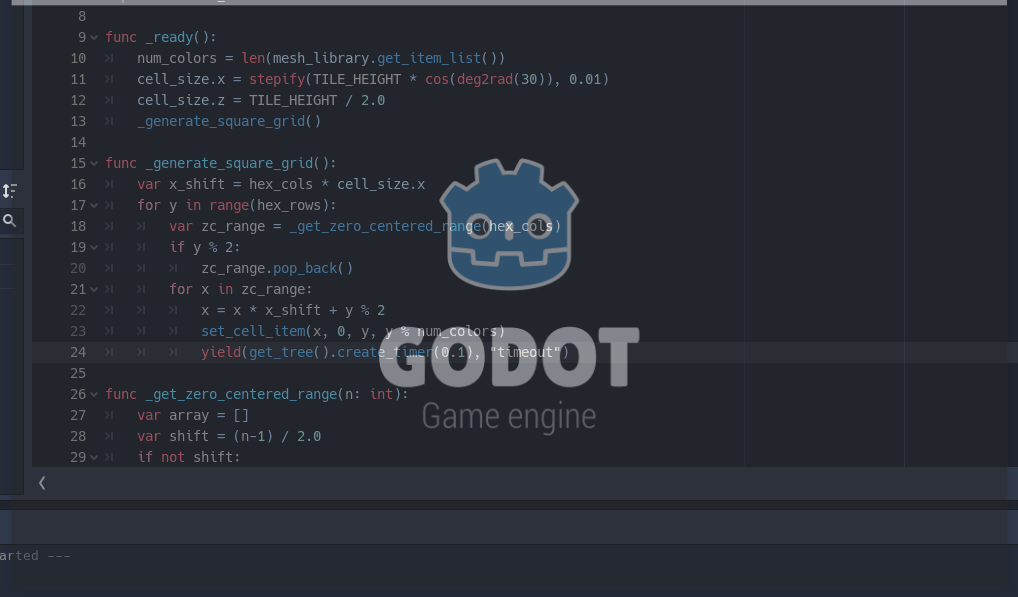 8
9 func _ready():
10 num_colors = len(mesh_library.get_item_list())
11 cell_size.x = stepify(TILE_HEIGHT * cos(deg2rad(30)), 0.01)
12 cell_size.z = TILE_HEIGHT / 2.0
13 _generate_square_grid()
14
15 func _generate_square_grid():
16 var x_shift = hex_cols * cell_size.x
17 for y in range(hex_rows):
18 var zc_range = _get_zero_centered_range(hex_cols)
19 if y % 2:
20 zc_range.pop_back()
21 for x in zc_range:
22 x = x * x_shift + y % 2
23 set_cell_item(x, 0, y, y % num_colors)
24 yield(get_tree().create_timer(0.1), "timeout")
25
26 func _get_zero_centered_range(n: int):
27 var array = []
28 var shift = (n-1) / 2.0
29 if not shift:
GODOT
Game engine
arted ---